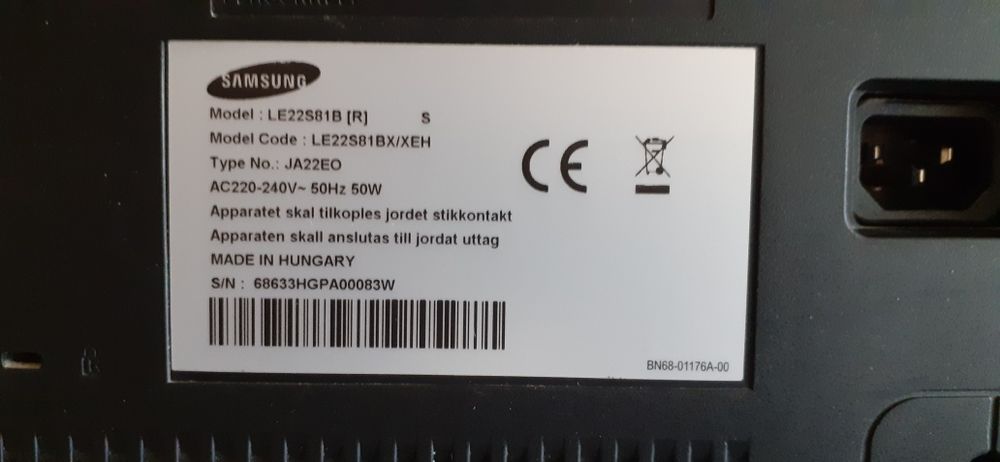 SAMSUNG
Model : LE22S81B [R] S
Model Code : LE22S81BX/XEH
Type No.: JA22EO
AC220-240V~ 50Hz 50W
Apparatet skal tilkoples jordet stikkontakt
Apparaten skall anslutas till jordat uttag
MADE IN HUNGARY
S/N : 68633HGPA00083W
BN68-01176A-00